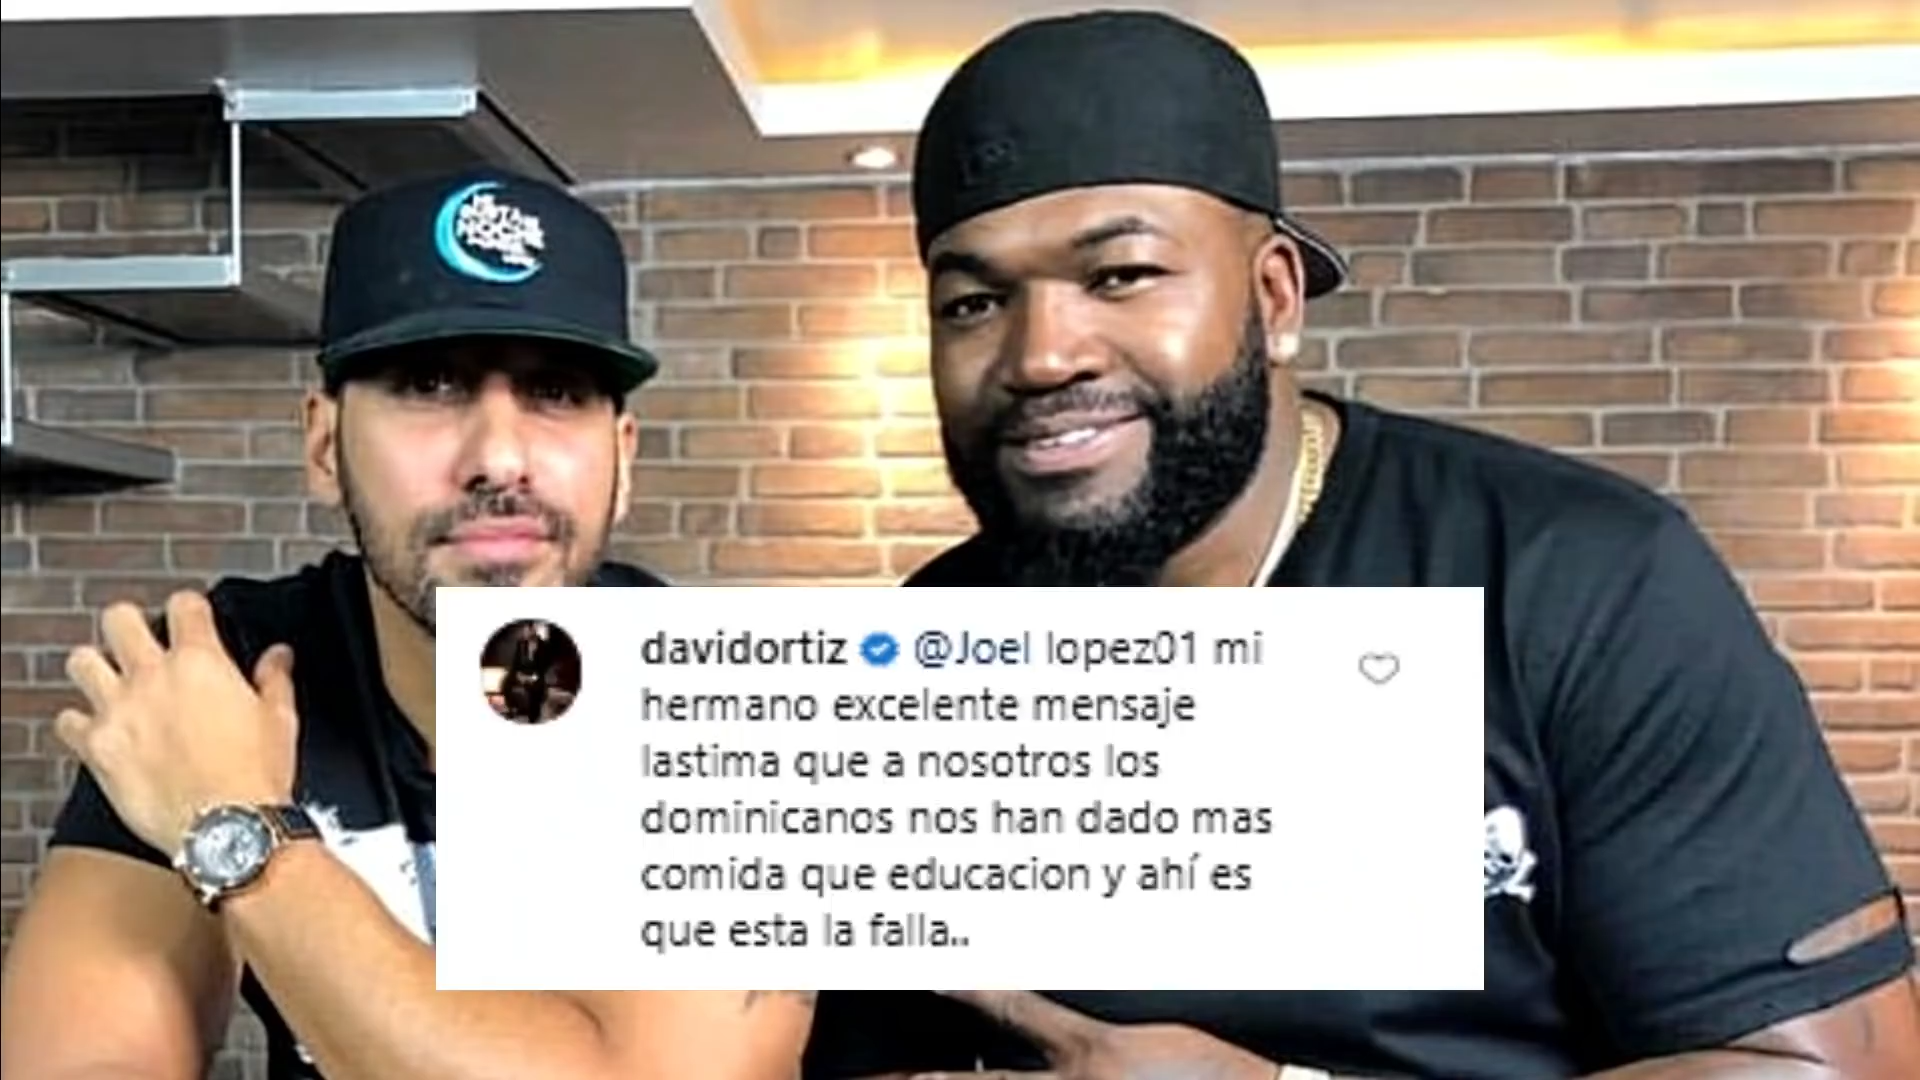 NOCHE
davidortiz @Joel lopez01 mi
hermano excelente mensaje
lastima que a nosotros los
dominicanos nos han dado mas
comida que educacion y ahí es
que esta la falla..